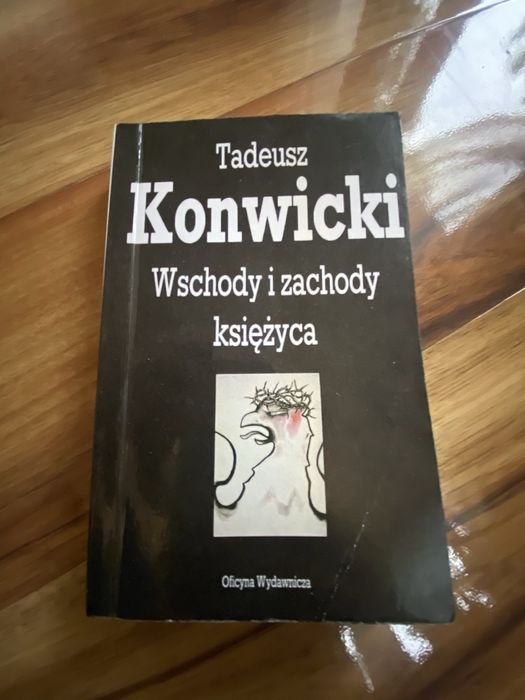 Tadeusz
Konwicki
Wschody i zachody
księżyca
Oficyna Wydawnicza